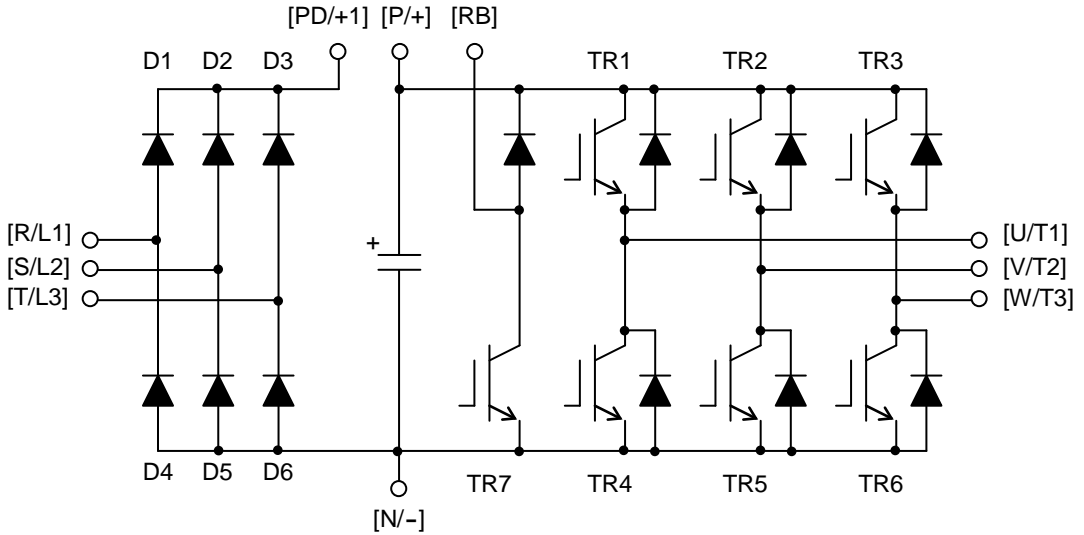 [PD/+1] [P/+] [RB]
D1 D2 D3 TR1 TR2 TR3
[R/L1] [U/T1]
+
[S/L2] [V/T2]
[T/L3] [W/T3]
D4 D5 D6 TR7 TR4 TR5 TR6
[N/-]